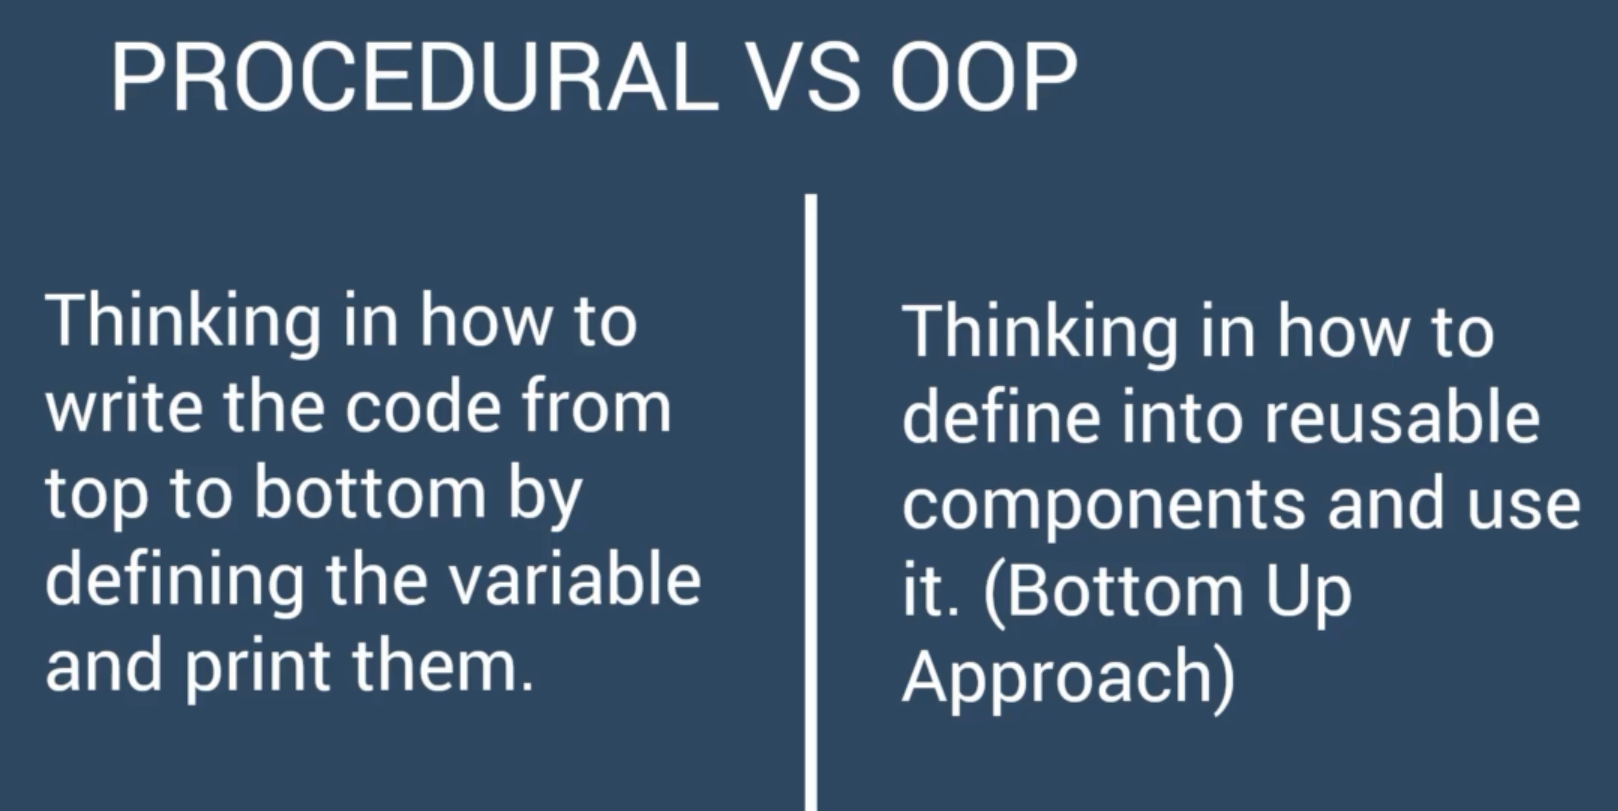 PROCEDURAL VS OOP
Thinking in how to
write the code from
top to bottom by
defining the variable
and print them.
Thinking in how to
define into reusable
components and use
it. (Bottom Up
Approach)